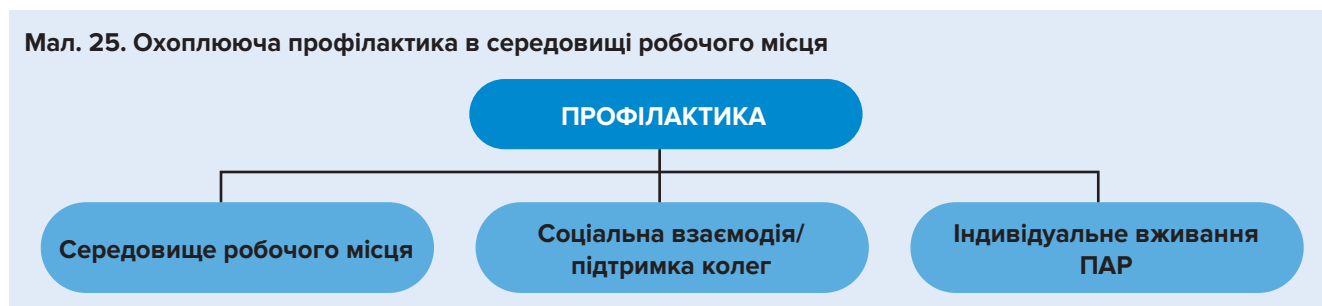 Мал. 25. Охоплююча профілактика в середовищі робочого місця
ПРОФІЛАКТИКА
Середовище робочого місця
Соціальна взаємодія/
підтримка колег
Індивідуальне вживання
ПАР